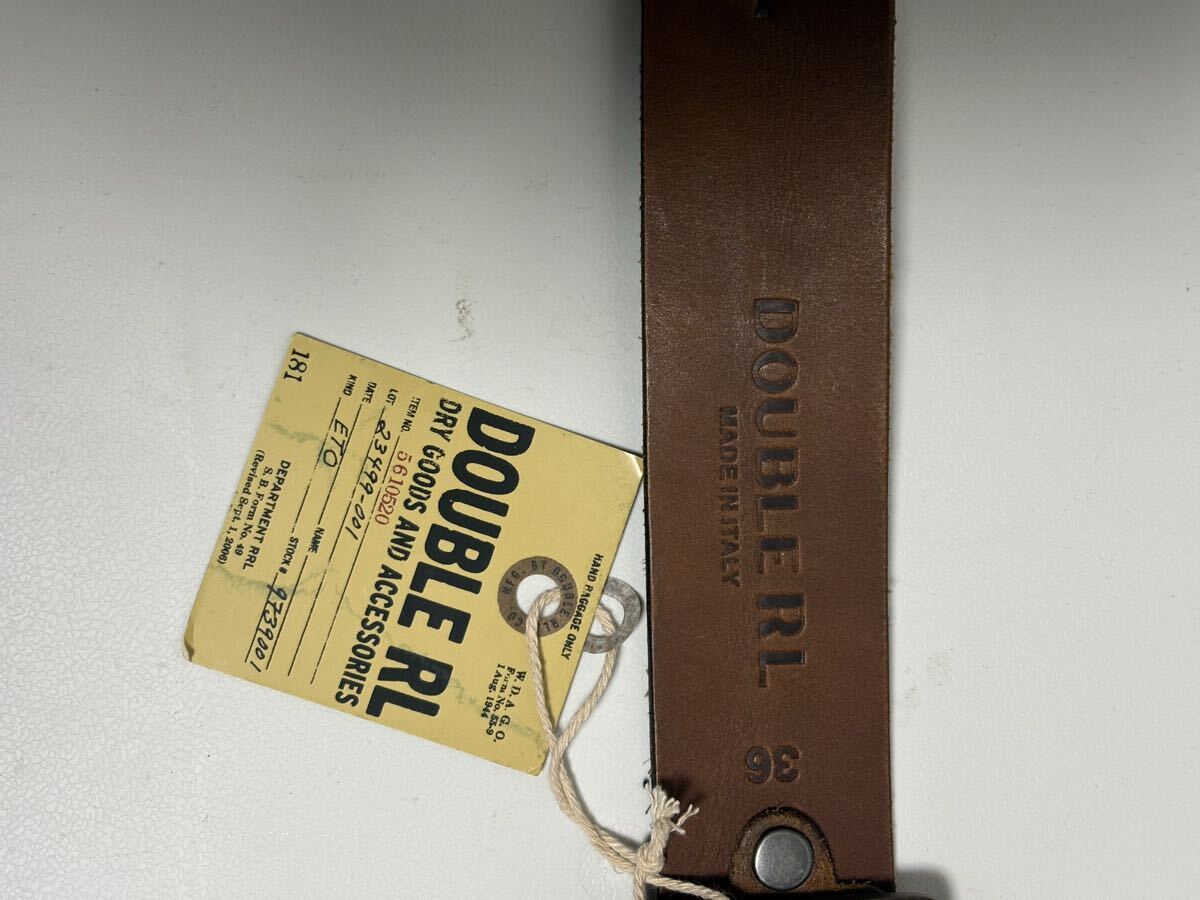 HAND BAGGAGE ONLY
W. D. A. G. O.
Form No. 55-9
1 Aug. 1944
MFG. BY DOUBLE RL CO.
DOUBLE RL
DRY GOODS AND ACCESSORIES
ITEM NO. 5610520
LOT 23499-001
DATE
NAME
KIND ETO
STOCK # 9739001
DEPARTMENT RRL
S. B. Form No. 49
(Revised Sept. 1, 2006)
181
DOUBLE RL
MADE IN ITALY
36